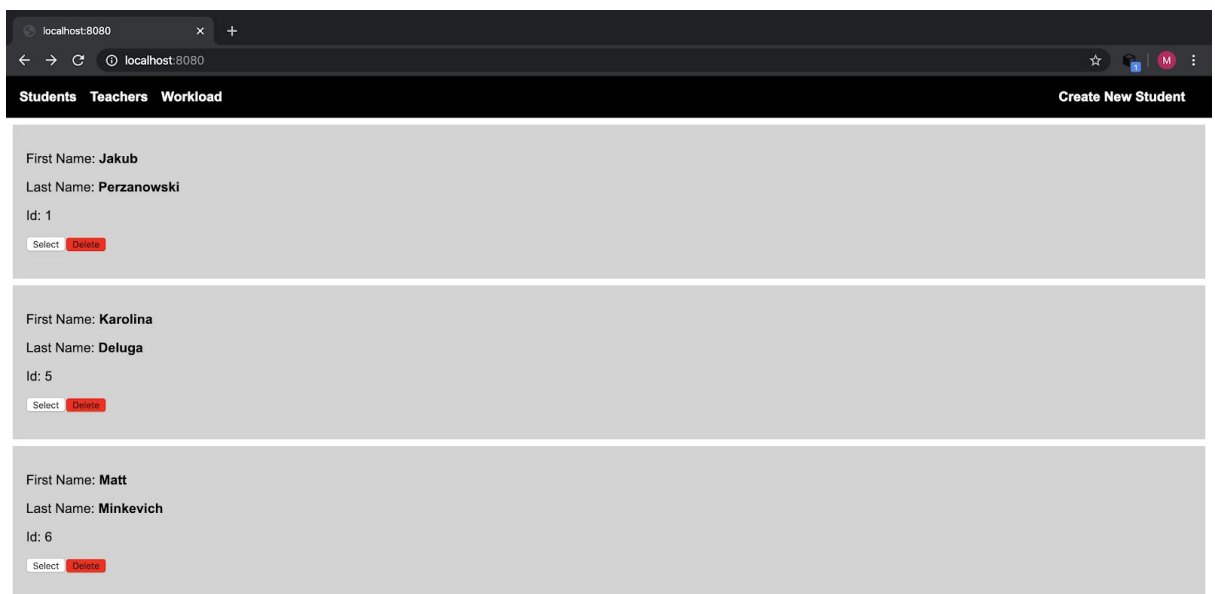 localhost:8080
localhost:8080
1
M
Students Teachers Workload Create New Student
First Name: Jakub
Last Name: Perzanowski
Id: 1
Select Delete
First Name: Karolina
Last Name: Deluga
Id: 5
Select Delete
First Name: Matt
Last Name: Minkevich
Id: 6
Select Delete